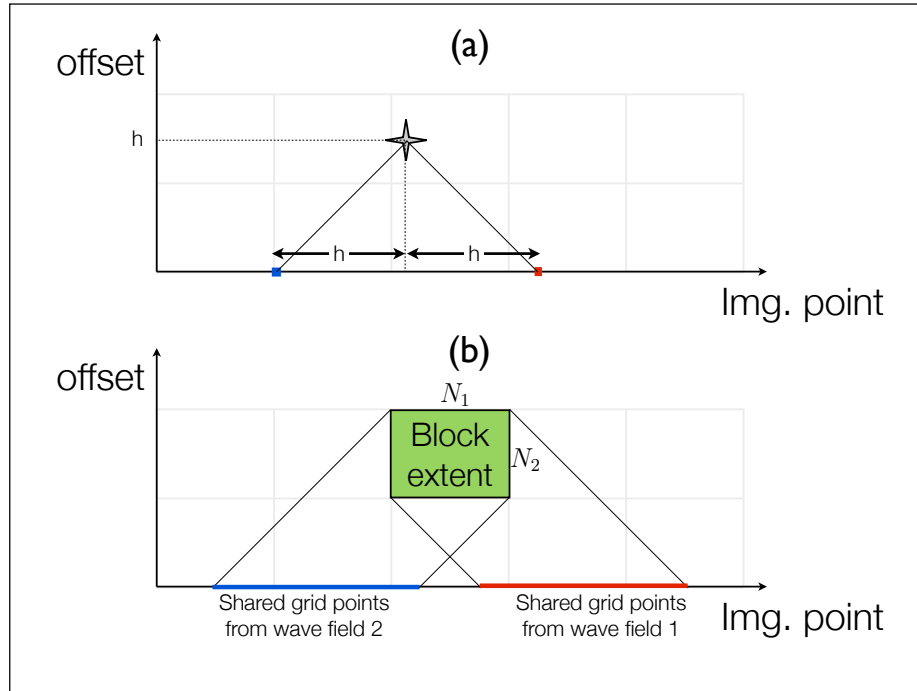 (a)
offset
h
h
h
Img. point
(b)
offset
N₁
Block
extent
N₂
Shared grid points
from wave field 2
Shared grid points
from wave field 1
Img. point